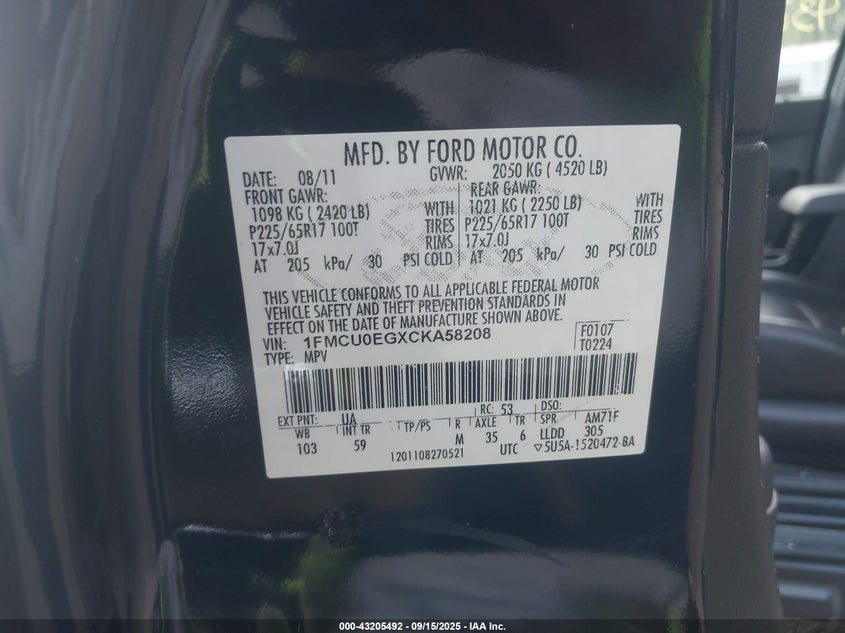 MFD. BY FORD MOTOR CO.
DATE: 08/11 GVWR: 2050 KG ( 4520 LB)
FRONT GAWR: REAR GAWR:
1098 KG ( 2420 LB) WITH 1021 KG ( 2250 LB) WITH
P225/65R17 100T TIRES P225/65R17 100T TIRES
17x7.0J RIMS 17x7.0J RIMS
AT 205 kPa/ 30 PSI COLD AT 205 kPa/ 30 PSI COLD
THIS VEHICLE CONFORMS TO ALL APPLICABLE FEDERAL MOTOR
VEHICLE SAFETY AND THEFT PREVENTION STANDARDS IN
EFFECT ON THE DATE OF MANUFACTURE SHOWN ABOVE.
VIN: 1FMCU0EGXCKA58208 F0107
TYPE: MPV T0224
EXT PNT: UA RC: 53 DSO:
WB INT TR TP/PS R AXLE TR SPR AM71F
103 59 M 35 6 LLDD 305
1201108270521 UTC ▽5U5A-1520472-BA
000-43205492 - 09/15/2025 - IAA Inc.